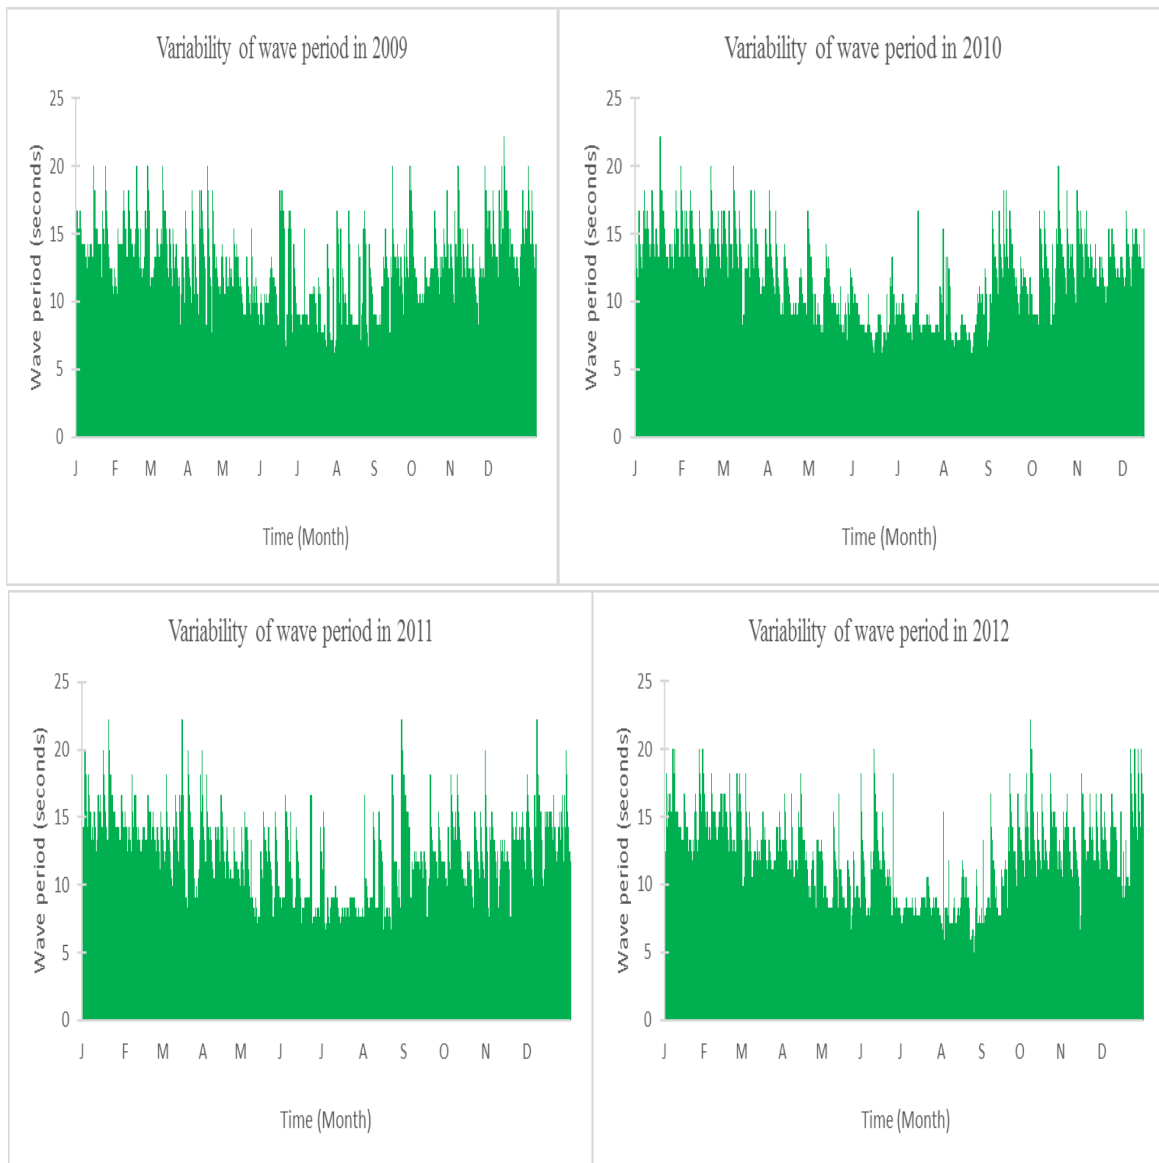 Variability of wave period in 2009
Wave period (seconds)
25
20
15
10
5
0
J F M A M J J A S O N D
Time (Month)
Variability of wave period in 2010
Wave period (seconds)
25
20
15
10
5
0
J F M A M J J A S O N D
Time (Month)
Variability of wave period in 2011
Wave period (seconds)
25
20
15
10
5
0
J F M A M J J A S O N D
Time (Month)
Variability of wave period in 2012
Wave period (seconds)
25
20
15
10
5
0
J F M A M J J A S O N D
Time (Month)